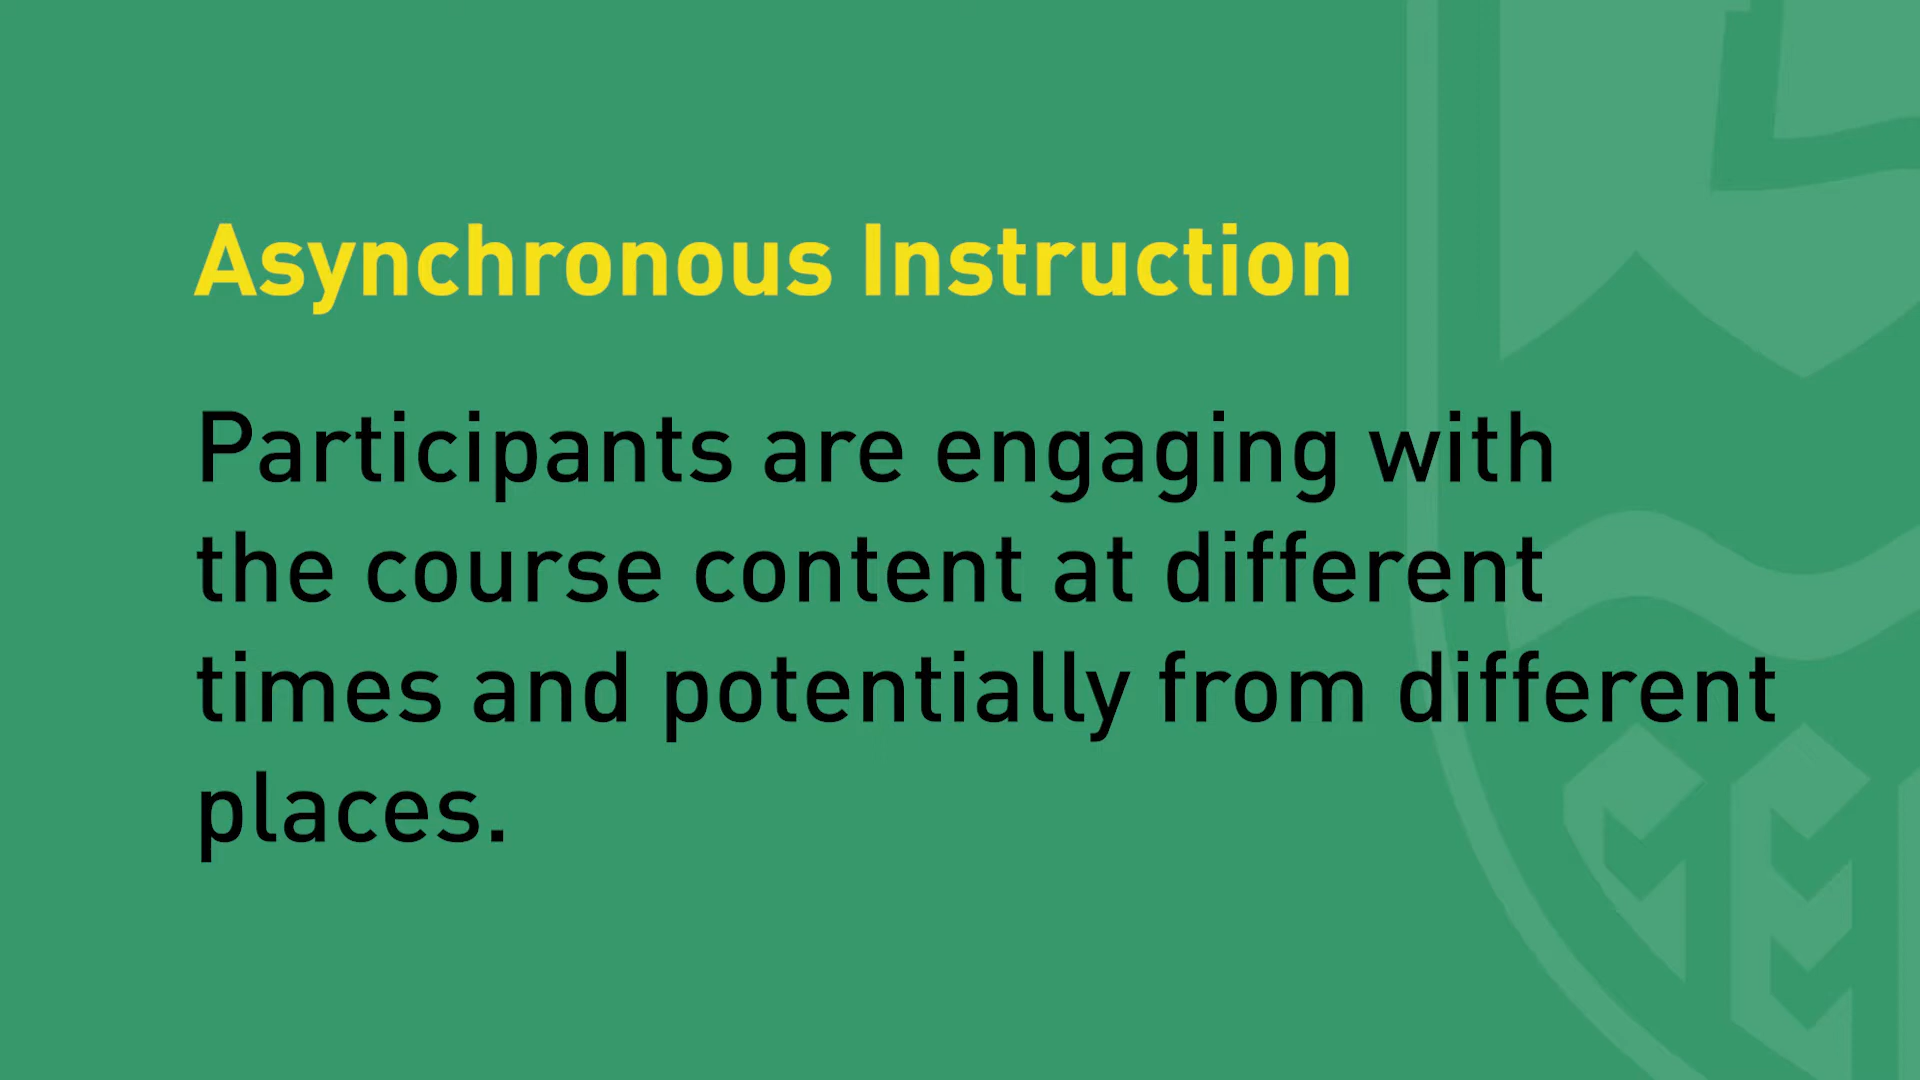 Asynchronous Instruction
Participants are engaging with
the course content at different
times and potentially from different
places.